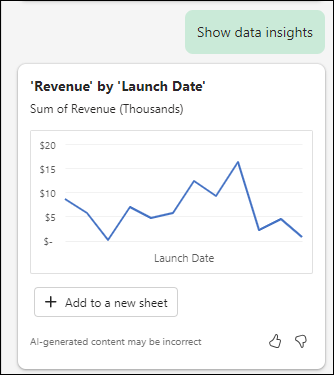 Show data insights
'Revenue' by 'Launch Date'
Sum of Revenue (Thousands)
$20
$15
$10
$5
$-
Launch Date
Add to a new sheet
AI-generated content may be incorrect